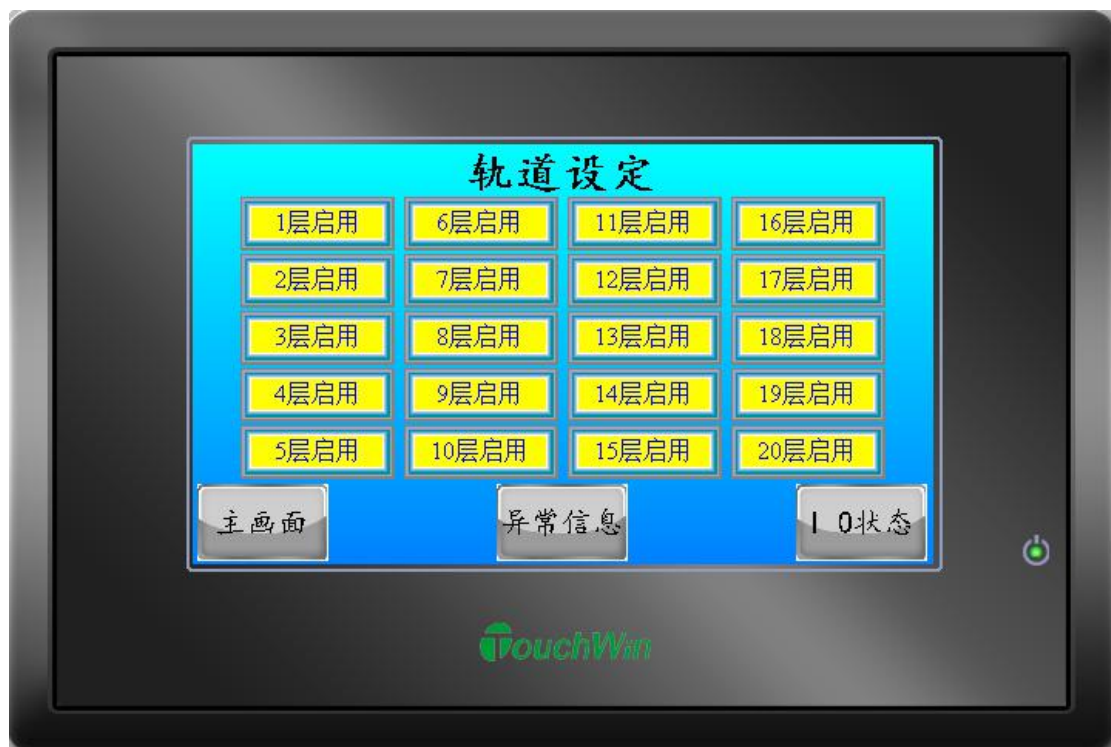 轨道设定
1层启用 6层启用 11层启用 16层启用
2层启用 7层启用 12层启用 17层启用
3层启用 8层启用 13层启用 18层启用
4层启用 9层启用 14层启用 19层启用
5层启用 10层启用 15层启用 20层启用
主画面 异常信息 I O状态
TouchWin